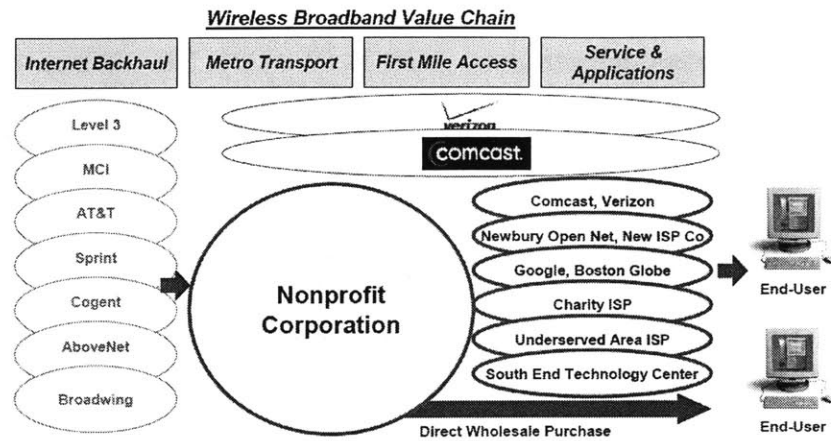 Wireless Broadband Value Chain
Internet Backhaul
Metro Transport
First Mile Access
Service &
Applications
Level 3
MCI
AT&T
Sprint
Cogent
AboveNet
Broadwing
verizon
comcast.
Nonprofit
Corporation
Comcast, Verizon
Newbury Open Net, New ISP Co
Google, Boston Globe
Charity ISP
Underserved Area ISP
South End Technology Center
Direct Wholesale Purchase
End-User
End-User